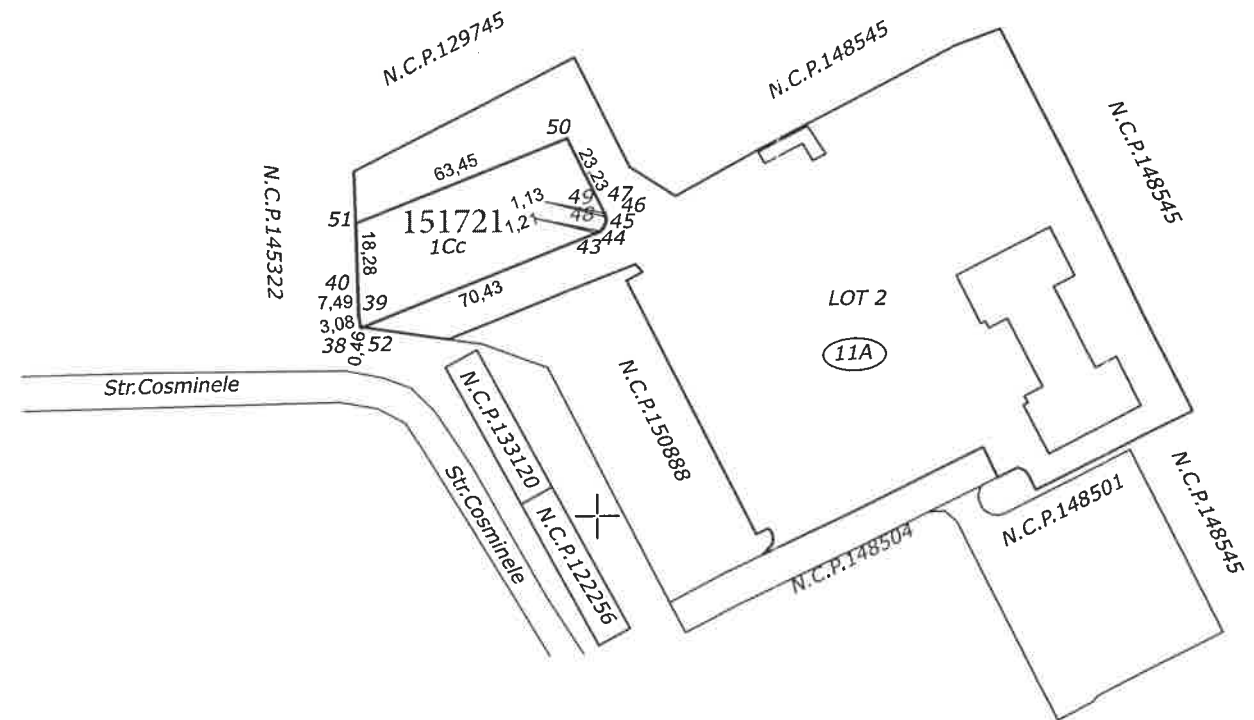 N.C.P.129745
N.C.P.148545
N.C.P.148545
50
63,45
23,23
N.C.P.145322
51
151721
1Cc
1,13
1,21
49
48
47
46
45
44
43
18,28
40
39
7,49
3,08
38
0,46
52
70,43
LOT 2
11A
Str.Cosminele
Str.Cosminele
N.C.P.133120
N.C.P.122256
N.C.P.150888
N.C.P.148504
N.C.P.148501
N.C.P.148545